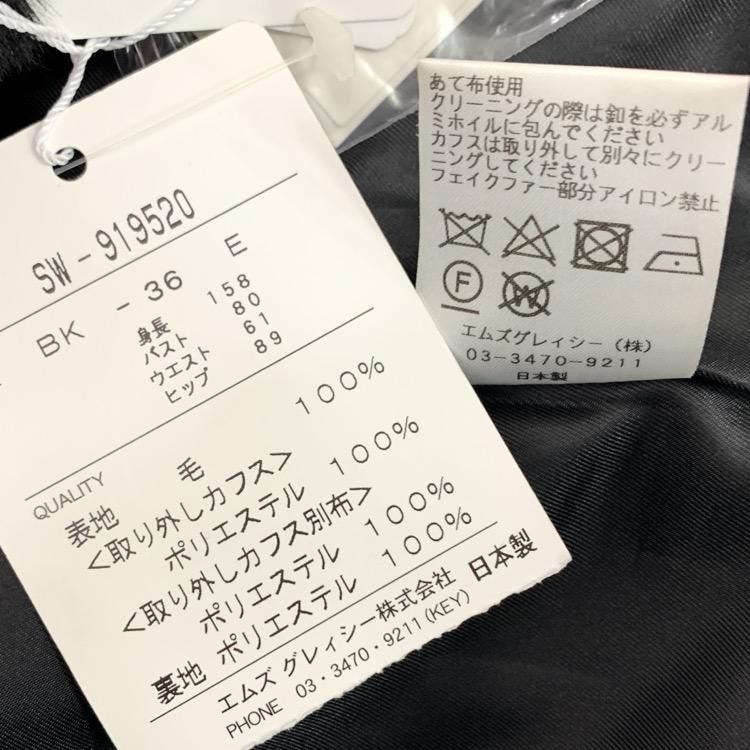 SW-919520
BK -36 E
身長 158
バスト 80
ウエスト 61
ヒップ 89
QUALITY
表地 毛 100%
<取り外しカフス>
ポリエステル 100%
<取り外しカフス別布>
ポリエステル 100%
裏地 ポリエステル 100%
エムズ グレイシー株式会社 日本製
PHONE 03・3470・9211(KEY)
あて布使用
クリーニングの際は釦を必ずアル
ミホイルに包んでください
カフスは取り外して別々にクリー
ニングしてください
フェイクファー部分アイロン禁止
F W
エムズグレイシー(株)
03-3470-9211
日本製